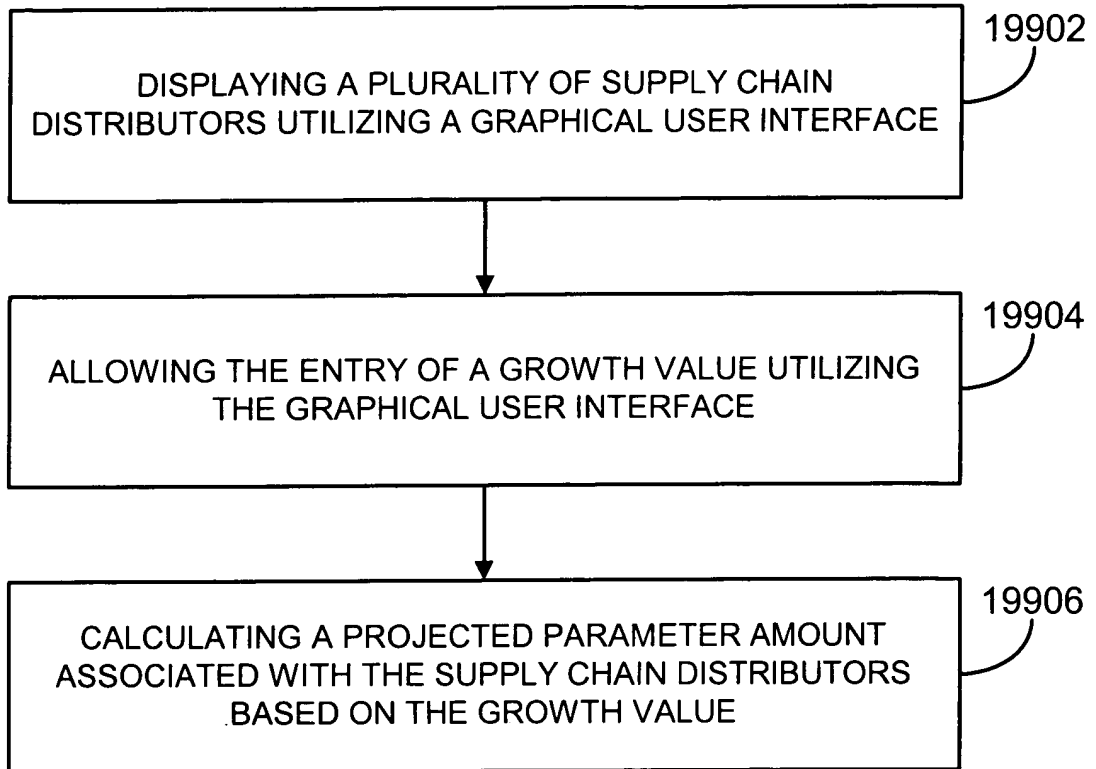 19902
DISPLAYING A PLURALITY OF SUPPLY CHAIN
DISTRIBUTORS UTILIZING A GRAPHICAL USER INTERFACE
19904
ALLOWING THE ENTRY OF A GROWTH VALUE UTILIZING
THE GRAPHICAL USER INTERFACE
19906
CALCULATING A PROJECTED PARAMETER AMOUNT
ASSOCIATED WITH THE SUPPLY CHAIN DISTRIBUTORS
BASED ON THE GROWTH VALUE